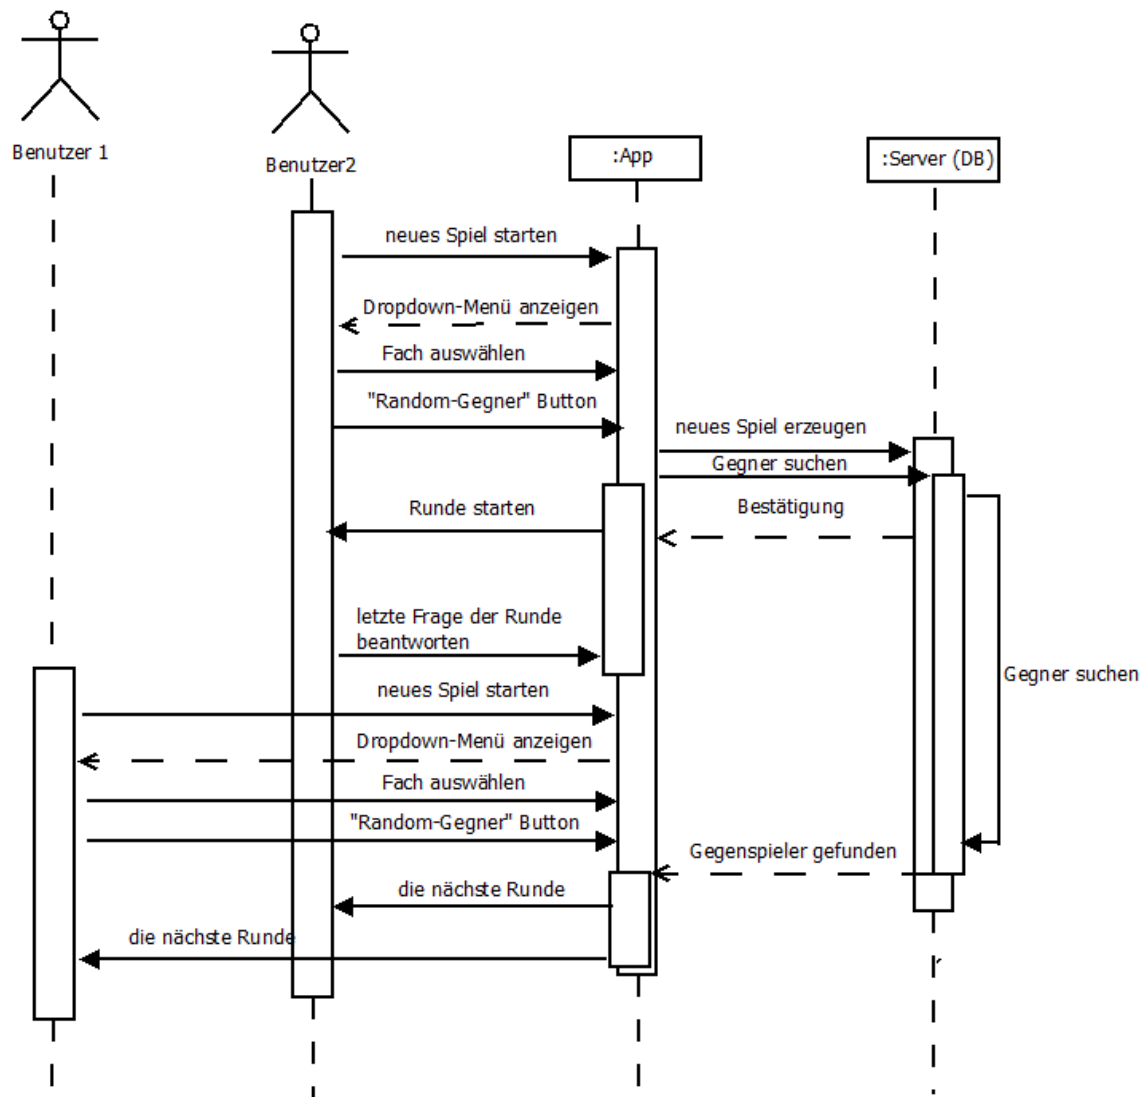 Benutzer 1
Benutzer2
:App
:Server (DB)
neues Spiel starten
Dropdown-Menü anzeigen
Fach auswählen
"Random-Gegner" Button
neues Spiel erzeugen
Gegner suchen
Runde starten
Bestätigung
letzte Frage der Runde
beantworten
Gegner suchen
neues Spiel starten
Dropdown-Menü anzeigen
Fach auswählen
"Random-Gegner" Button
Gegenspieler gefunden
die nächste Runde
die nächste Runde